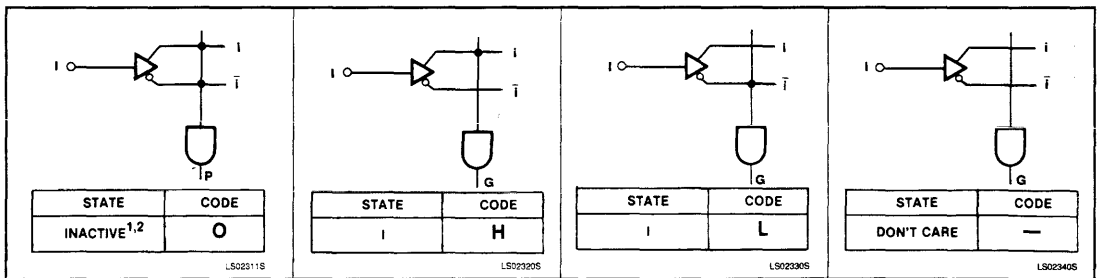 I
I
Ī
P
STATE CODE
INACTIVE1,2 O
LS02311S
I
I
Ī
G
STATE CODE
I H
LS02320S
I
I
Ī
G
STATE CODE
I L
LS02330S
I
I
Ī
G
STATE CODE
DON'T CARE —
LS02340S